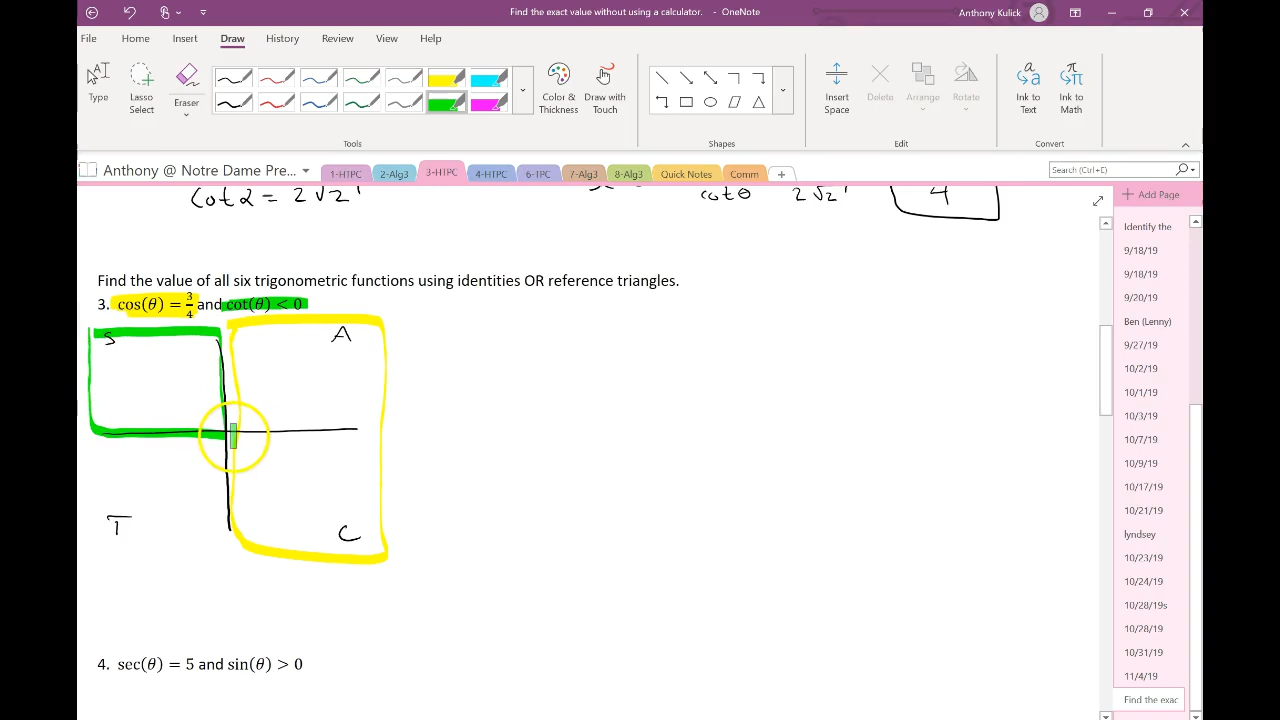 Find the exact value without using a calculator. - OneNote
Anthony Kulick
File Home Insert Draw History Review View Help
Type
Lasso Select
Eraser
Color & Thickness
Draw with Touch
Insert Space
Delete
Arrange
Rotate
Ink to Text
Ink to Math
Tools
Shapes
Edit
Convert
Anthony @ Notre Dame Pre...
1-HTPC 2-Alg3 3-HTPC 4-HTPC 6-TPC 7-Alg3 8-Alg3 Quick Notes Comm +
Search (Ctrl+E)
Add Page
cot 2 = 2√2
cot θ 2√2 4
Find the value of all six trigonometric functions using identities OR reference triangles.
3. cos(θ) = 3/4 and cot(θ) < 0
S A
T C
4. sec(θ) = 5 and sin(θ) > 0
Identify the
9/18/19
9/18/19
9/20/19
Ben (Lenny)
9/27/19
10/2/19
10/1/19
10/3/19
10/7/19
10/9/19
10/17/19
10/21/19
lyndsey
10/23/19
10/24/19
10/28/19s
10/28/19
10/31/19
11/4/19
Find the exac